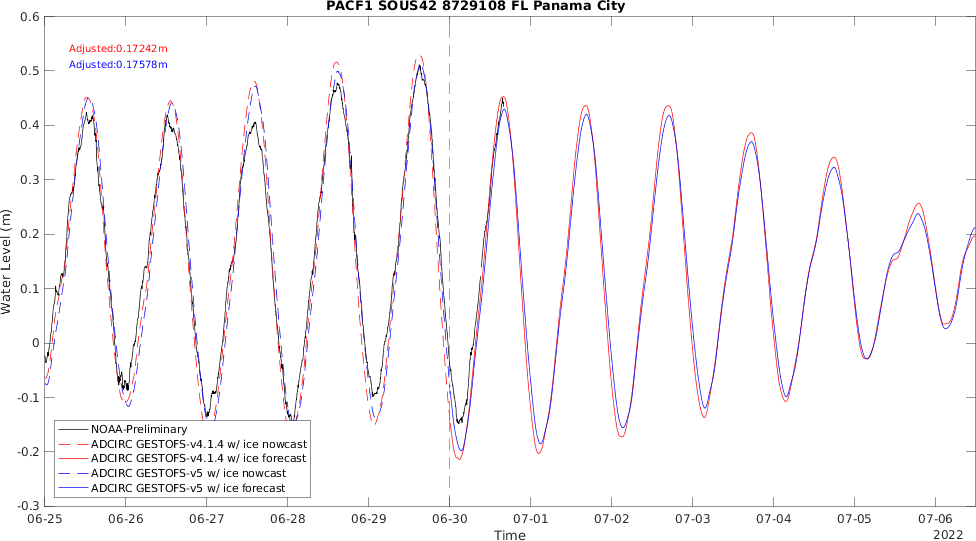 PACF1 SOUS42 8729108 FL Panama City
Adjusted:0.17242m
Adjusted:0.17578m
0.6
0.5
0.4
0.3
0.2
0.1
0
-0.1
-0.2
-0.3
Water Level (m)
NOAA-Preliminary
ADCIRC GESTOFS-v4.1.4 w/ ice nowcast
ADCIRC GESTOFS-v4.1.4 w/ ice forecast
ADCIRC GESTOFS-v5 w/ ice nowcast
ADCIRC GESTOFS-v5 w/ ice forecast
06-25 06-26 06-27 06-28 06-29 06-30 07-01 07-02 07-03 07-04 07-05 07-06
Time
2022